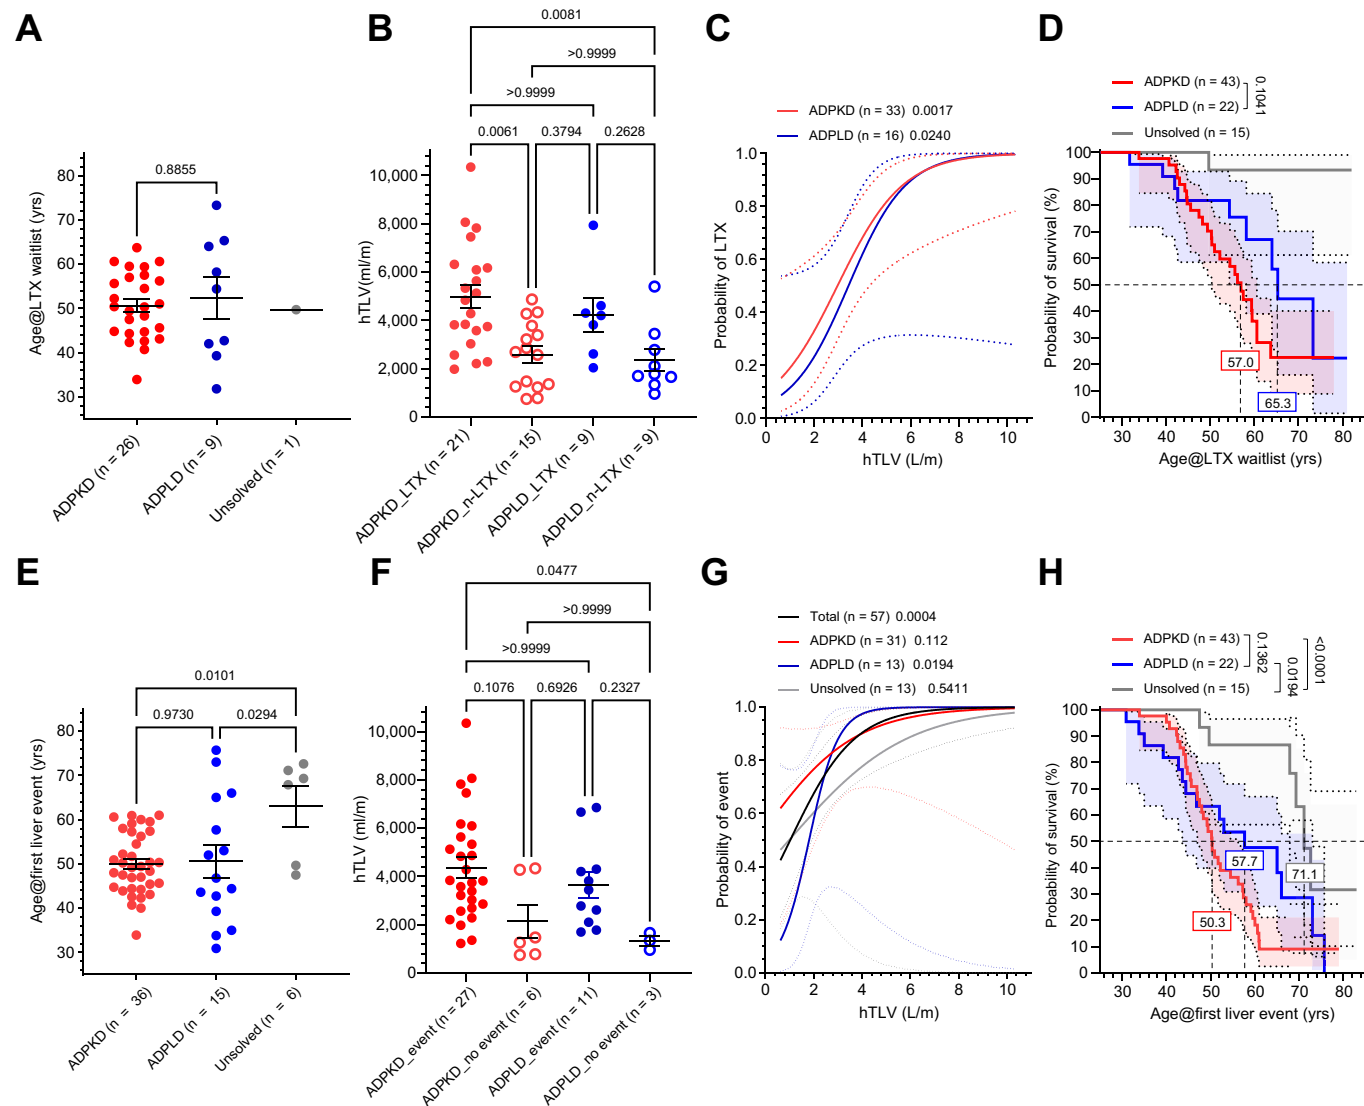 A
B
C
D
0.8855
Age@LTX waitlist (yrs)
80
70
60
50
40
30
ADPKD (n = 26)
ADPLD (n = 9)
Unsolved (n = 1)
0.0081
>0.9999
>0.9999
0.0061
0.3794
0.2628
hTLV(ml/m)
10,000
8,000
6,000
4,000
2,000
0
ADPKD_LTX (n = 21)
ADPKD_n-LTX (n = 15)
ADPLD_LTX (n = 9)
ADPLD_n-LTX (n = 9)
ADPKD (n = 33) 0.0017
ADPLD (n = 16) 0.0240
Probability of LTX
1.0
0.8
0.6
0.4
0.2
0.0
0
2
4
6
8
10
hTLV (L/m)
ADPKD (n = 43)
ADPLD (n = 22)
Unsolved (n = 15)
0.1041
Probability of survival (%)
100
90
80
70
60
50
40
30
20
10
0
57.0
65.3
30
40
50
60
70
80
Age@LTX waitlist (yrs)
E
F
G
H
0.0101
0.9730
0.0294
Age@first liver event (yrs)
80
70
60
50
40
30
ADPKD (n = 36)
ADPLD (n = 15)
Unsolved (n = 6)
0.0477
>0.9999
>0.9999
0.1076
0.6926
0.2327
hTLV (ml/m)
10,000
8,000
6,000
4,000
2,000
0
ADPKD_event (n = 27)
ADPKD_no event (n = 6)
ADPLD_event (n = 11)
ADPLD_no event (n = 3)
Total (n = 57) 0.0004
ADPKD (n = 31) 0.112
ADPLD (n = 13) 0.0194
Unsolved (n = 13) 0.5411
Probability of event
1.0
0.8
0.6
0.4
0.2
0.0
0
2
4
6
8
10
hTLV (L/m)
ADPKD (n = 43)
ADPLD (n = 22)
Unsolved (n = 15)
0.1362
0.0194
<0.0001
Probability of survival (%)
100
90
80
70
60
50
40
30
20
10
0
57.7
71.1
50.3
30
40
50
60
70
80
Age@first liver event (yrs)